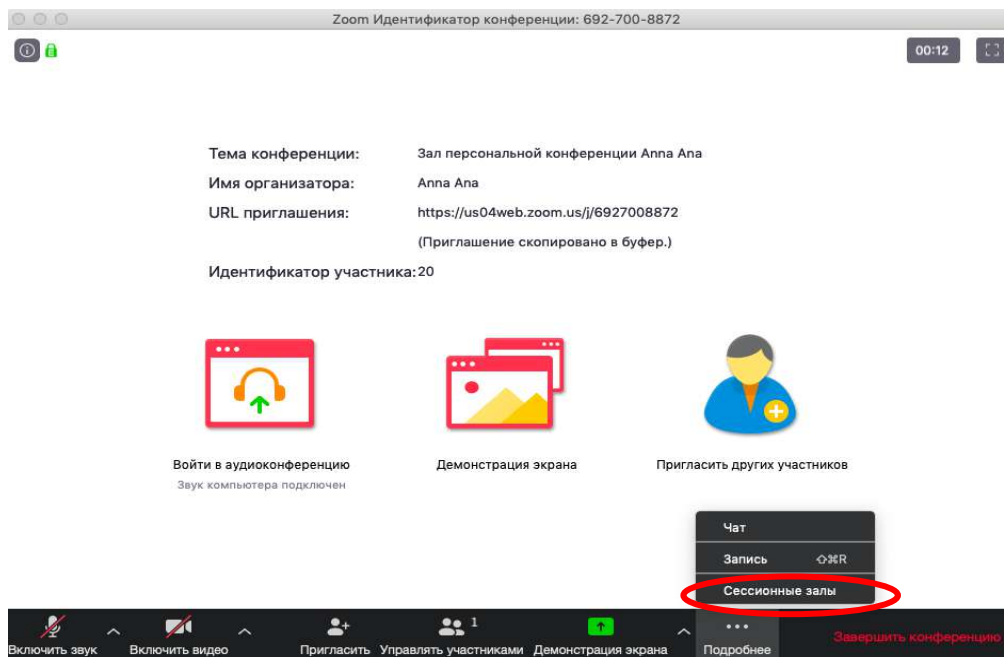 Zoom Идентификатор конференции: 692-700-8872
00:12
Тема конференции: Зал персональной конференции Anna Ana
Имя организатора: Anna Ana
URL приглашения: https://us04web.zoom.us/j/6927008872
(Приглашение скопировано в буфер.)
Идентификатор участника: 20
Войти в аудиоконференцию
Звук компьютера подключен
Демонстрация экрана
Пригласить других участников
Чат
Запись ⇧⌘R
Сессионные залы
Включить звук
Включить видео
Пригласить
Управлять участниками 1
Демонстрация экрана
Подробнее
Завершить конференцию